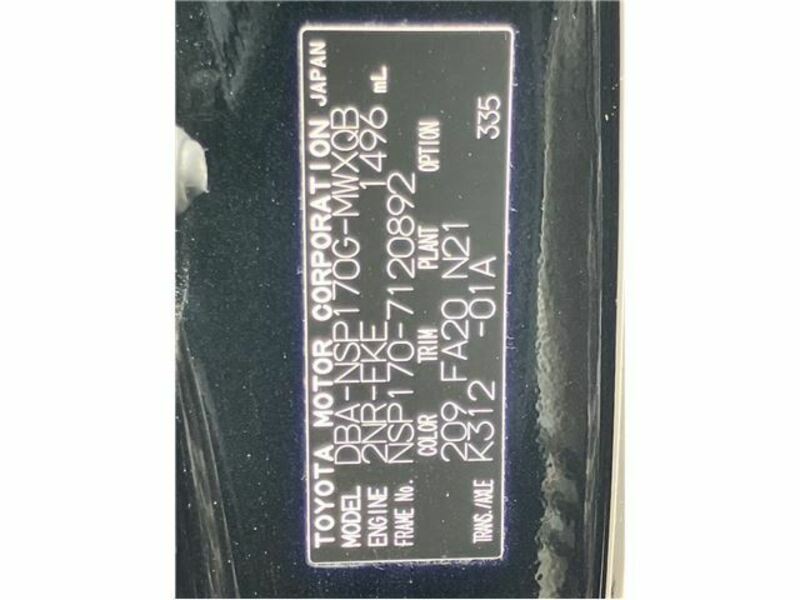 TOYOTA MOTOR CORPORATION JAPAN
MODEL DBA-NSP170G-MWXQB
ENGINE 2NR-FKE 1496 mL
FRAME No. NSP170-7120892
COLOR TRIM PLANT OPTION
209 FA20 N21
TRANS./AXLE K312 -01A 335